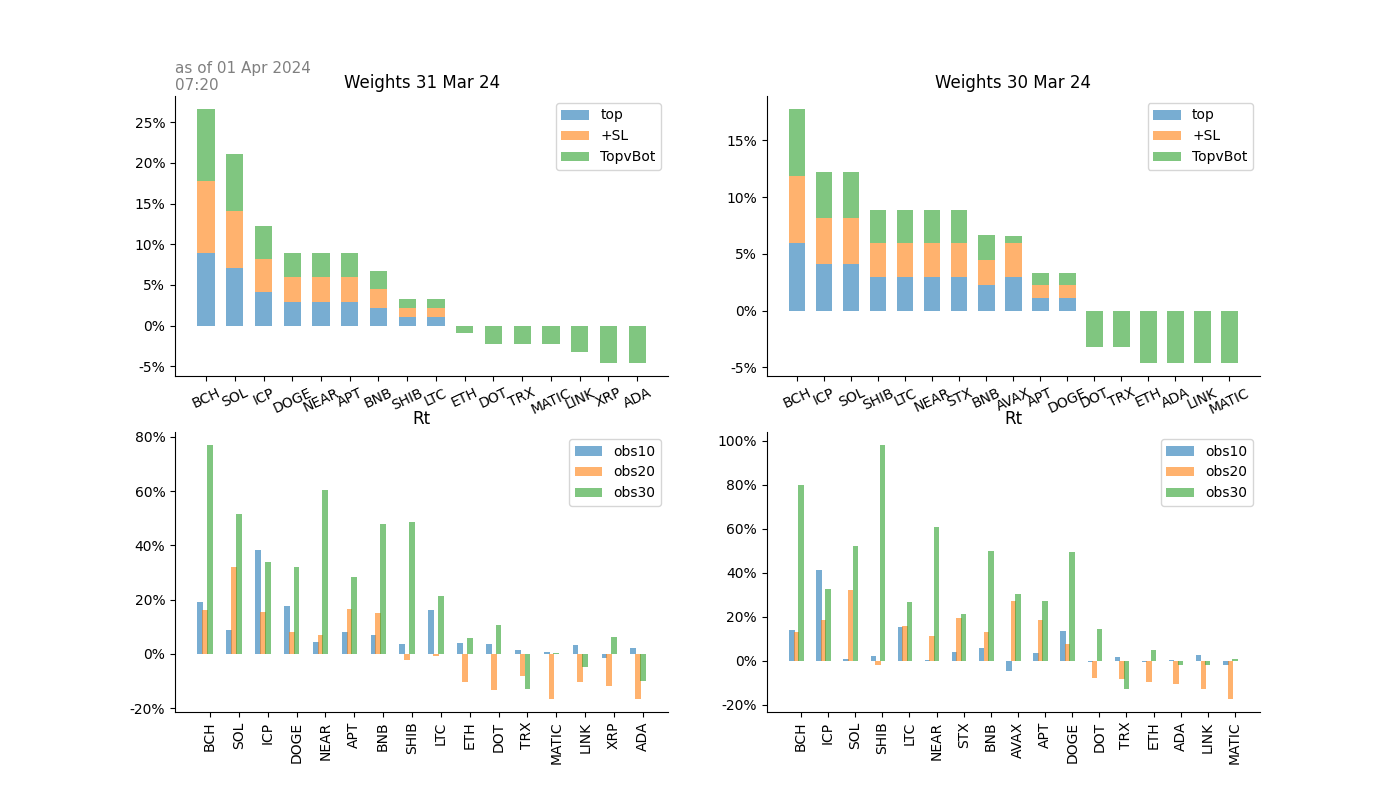 as of 01 Apr 2024
07:20
Weights 31 Mar 24
25%
20%
15%
10%
5%
0%
-5%
top
+SL
TopvBot
BCH SOL ICP DOGE NEAR APT BNB SHIB LTC ETH DOT TRX MATIC LINK XRP ADA
Weights 30 Mar 24
15%
10%
5%
0%
-5%
top
+SL
TopvBot
BCH ICP SOL SHIB LTC NEAR STX BNB AVAX APT DOGE DOT TRX ETH ADA LINK MATIC
Rt
80%
60%
40%
20%
0%
-20%
obs10
obs20
obs30
BCH SOL ICP DOGE NEAR APT BNB SHIB LTC ETH DOT TRX MATIC LINK XRP ADA
Rt
100%
80%
60%
40%
20%
0%
-20%
obs10
obs20
obs30
BCH ICP SOL SHIB LTC NEAR STX BNB AVAX APT DOGE DOT TRX ETH ADA LINK MATIC